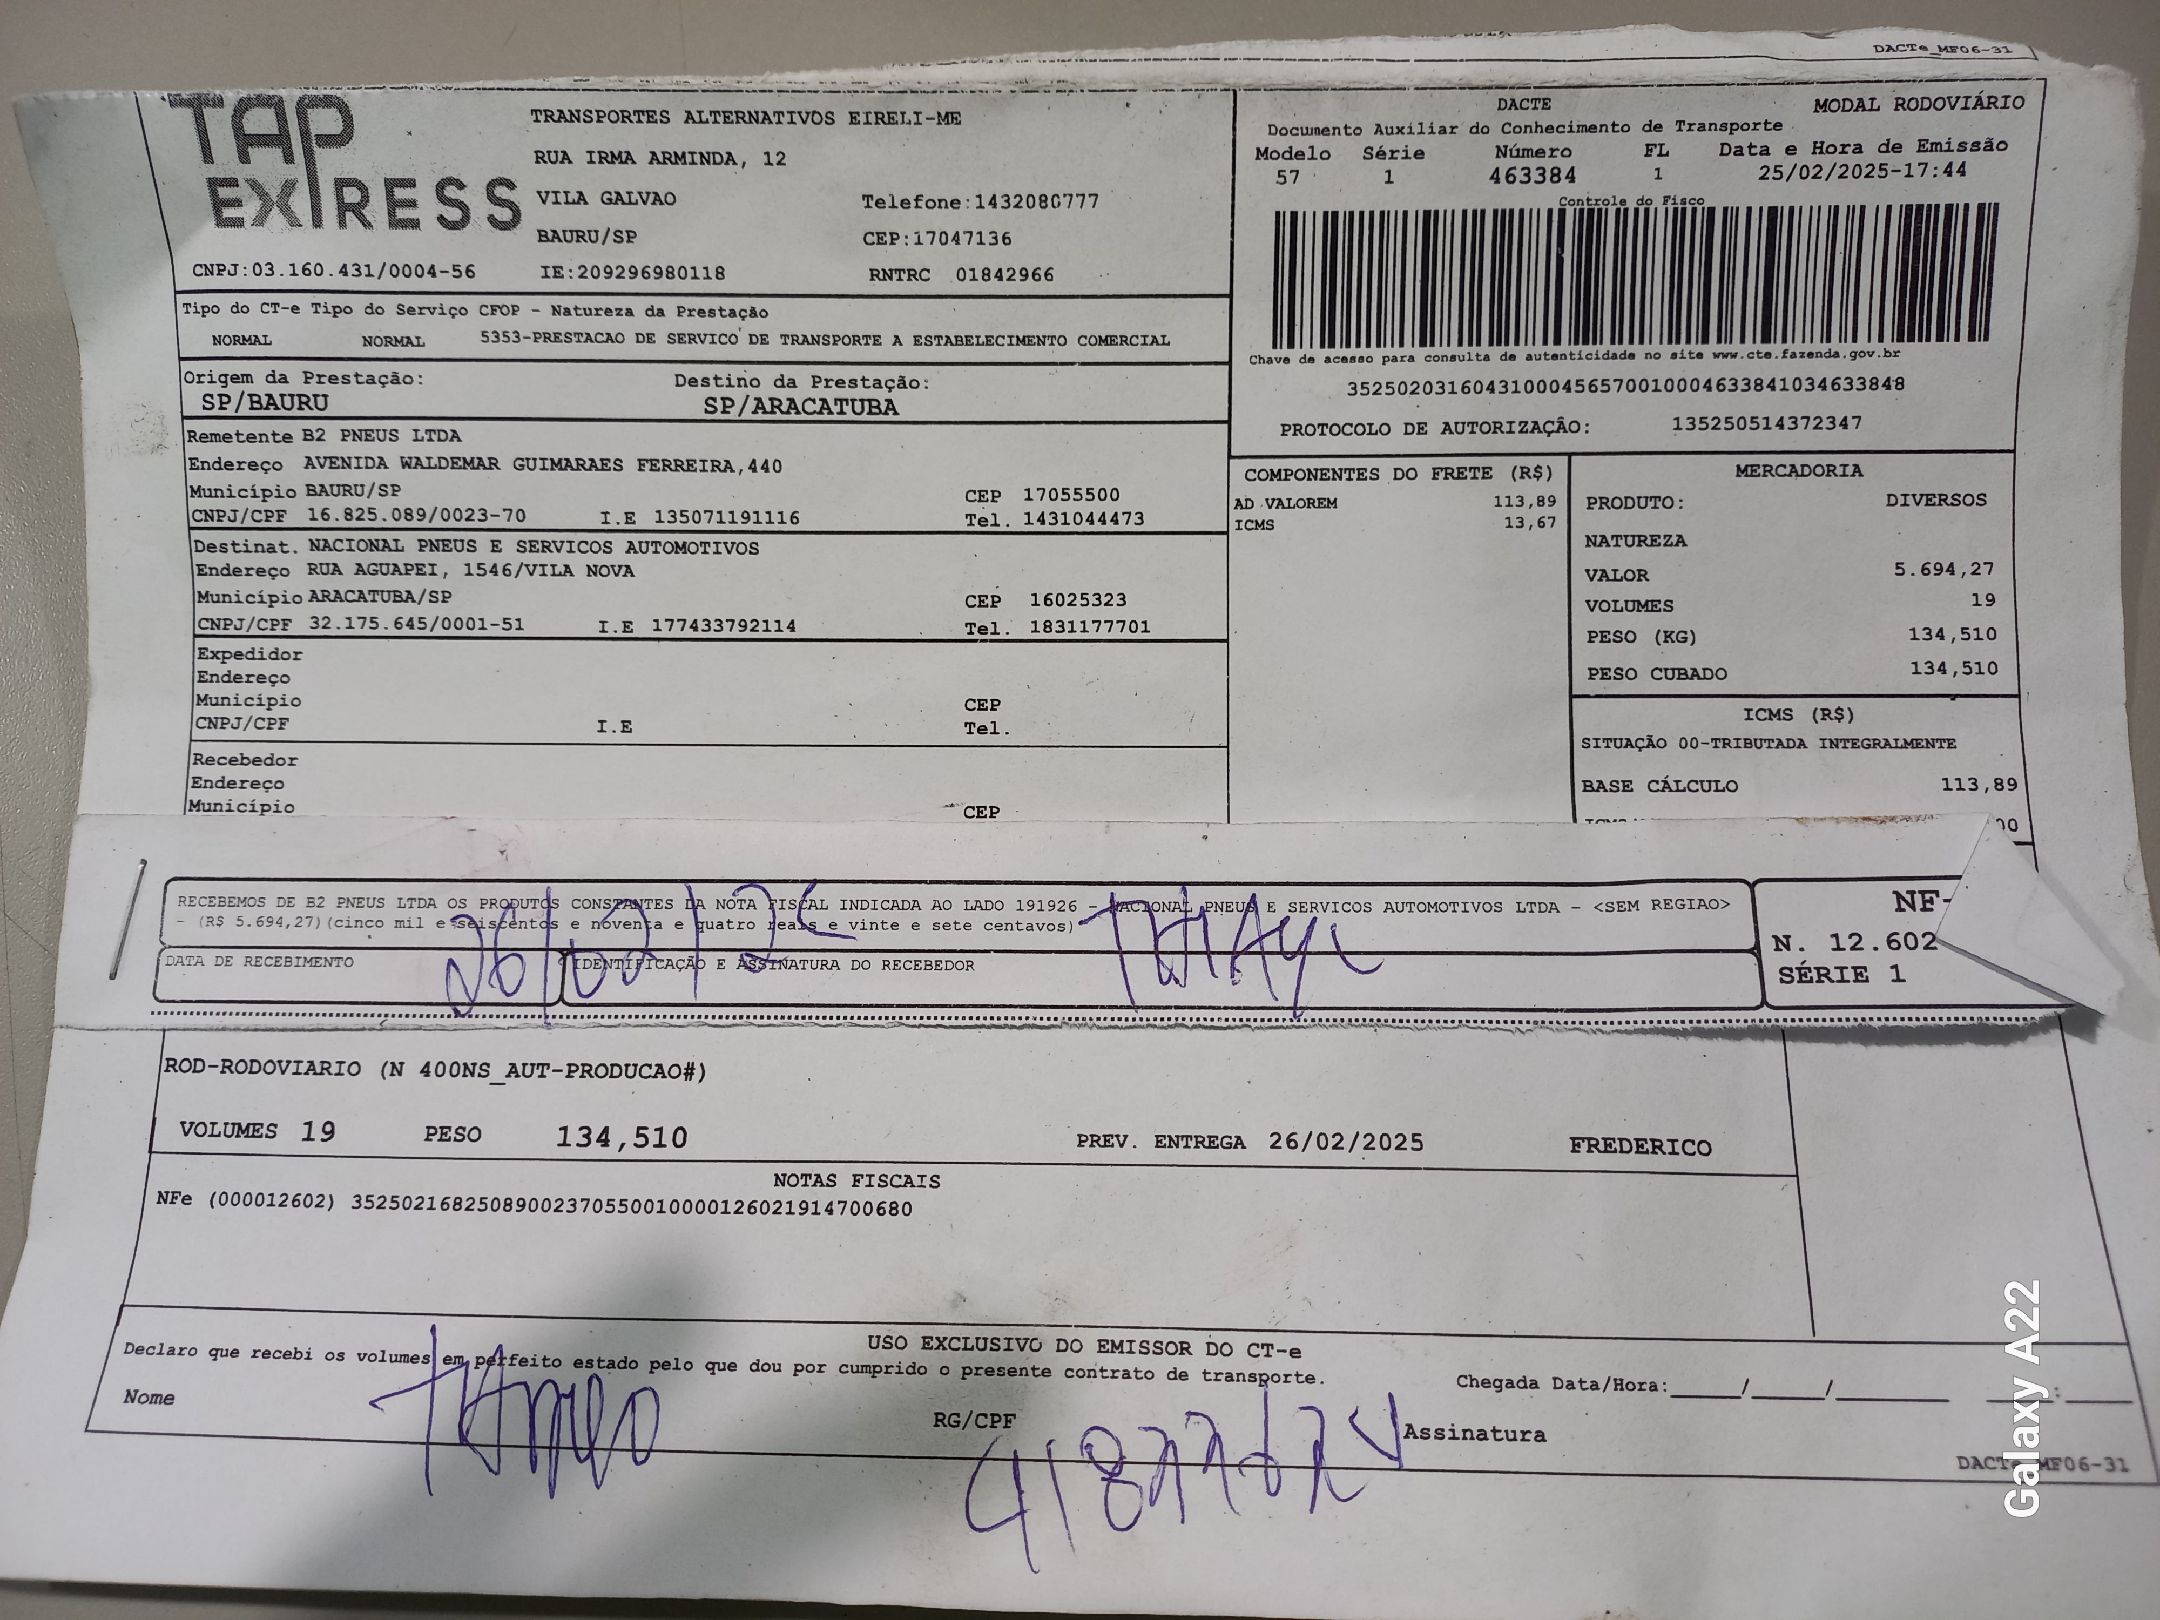 DACTe_MF06-31
TAP EXPRESS
TRANSPORTES ALTERNATIVOS EIRELI-ME
RUA IRMA ARMINDA, 12
VILA GALVAO Telefone:1432080777
BAURU/SP CEP:17047136
CNPJ:03.160.431/0004-56 IE:209296980118 RNTRC 01842966
DACTE MODAL RODOVIÁRIO
Documento Auxiliar do Conhecimento de Transporte
Modelo Série Número FL Data e Hora de Emissão
57 1 463384 1 25/02/2025-17:44
Controle do Fisco
Chave de acesso para consulta de autenticidade no site www.cte.fazenda.gov.br
35250203160431000456570010004633841034633848
PROTOCOLO DE AUTORIZAÇÃO: 135250514372347
Tipo do CT-e Tipo do Serviço CFOP - Natureza da Prestação
NORMAL NORMAL 5353-PRESTACAO DE SERVICO DE TRANSPORTE A ESTABELECIMENTO COMERCIAL
Origem da Prestação: Destino da Prestação:
SP/BAURU SP/ARACATUBA
Remetente B2 PNEUS LTDA
Endereço AVENIDA WALDEMAR GUIMARAES FERREIRA,440
Município BAURU/SP CEP 17055500
CNPJ/CPF 16.825.089/0023-70 I.E 135071191116 Tel. 1431044473
Destinat. NACIONAL PNEUS E SERVICOS AUTOMOTIVOS
Endereço RUA AGUAPEI, 1546/VILA NOVA
Município ARACATUBA/SP CEP 16025323
CNPJ/CPF 32.175.645/0001-51 I.E 177433792114 Tel. 1831177701
Expedidor
Endereço
Município CEP
CNPJ/CPF I.E Tel.
Recebedor
Endereço
Município CEP
COMPONENTES DO FRETE (R$)
AD VALOREM 113,89
ICMS 13,67
MERCADORIA
PRODUTO: DIVERSOS
NATUREZA
VALOR 5.694,27
VOLUMES 19
PESO (KG) 134,510
PESO CUBADO 134,510
ICMS (R$)
SITUAÇÃO 00-TRIBUTADA INTEGRALMENTE
BASE CÁLCULO 113,89
RECEBEMOS DE B2 PNEUS LTDA OS PRODUTOS CONSTANTES DA NOTA FISCAL INDICADA AO LADO 191926 - NACIONAL PNEUS E SERVICOS AUTOMOTIVOS LTDA - <SEM REGIAO>
- (R$ 5.694,27)(cinco mil e seiscentos e noventa e quatro reais e vinte e sete centavos)
DATA DE RECEBIMENTO IDENTIFICAÇÃO E ASSINATURA DO RECEBEDOR
26/02/25
NF-
N. 12.602
SÉRIE 1
ROD-RODOVIARIO (N 400NS_AUT-PRODUCAO#)
VOLUMES 19 PESO 134,510 PREV. ENTREGA 26/02/2025 FREDERICO
NOTAS FISCAIS
NFe (000012602) 35250216825089002370550010000126021914700680
USO EXCLUSIVO DO EMISSOR DO CT-e
Declaro que recebi os volumes em perfeito estado pelo que dou por cumprido o presente contrato de transporte.
Chegada Data/Hora:_____/_____/_______ ___:____
Nome RG/CPF Assinatura
DACTe_MF06-31
Galaxy A22